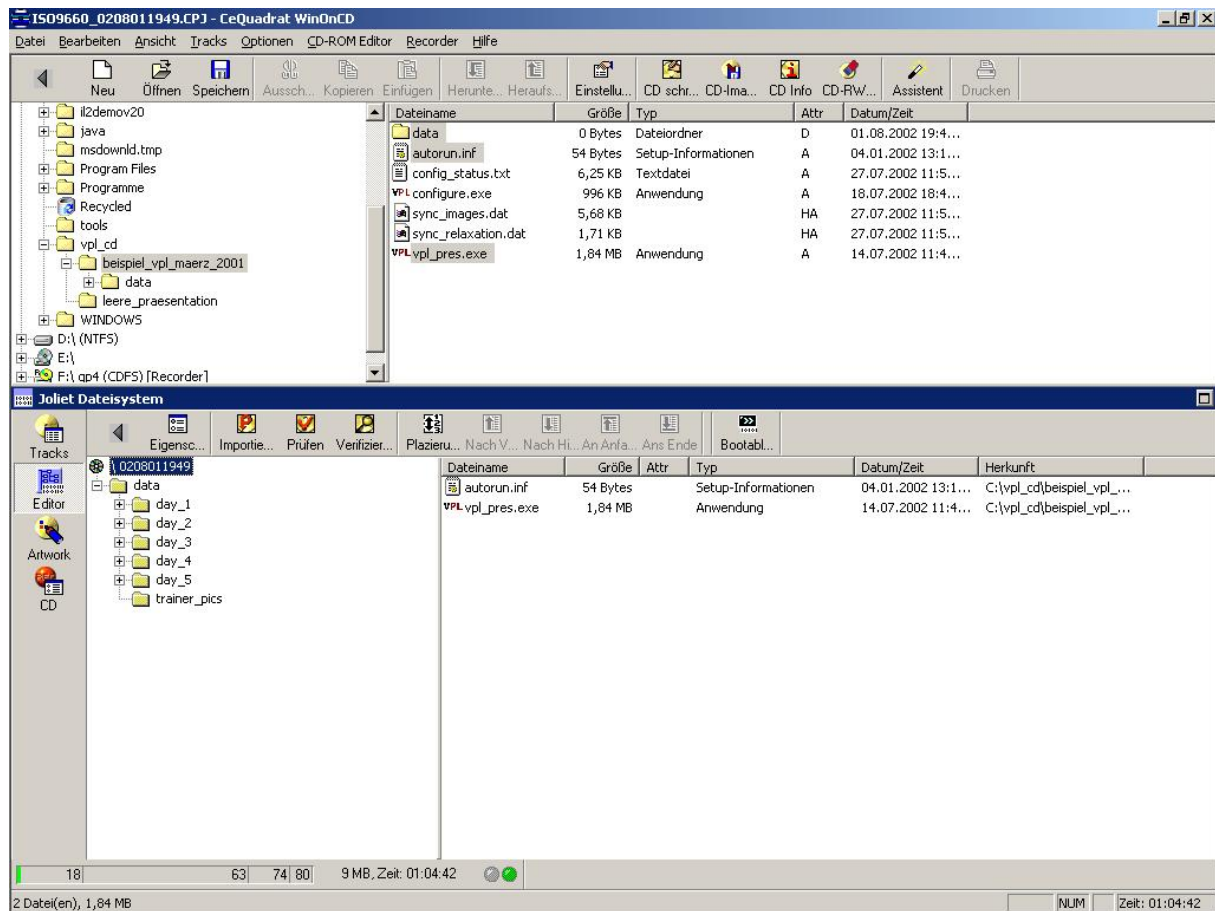 ISO9660_0208011949.CPJ - CeQuadrat WinOnCD
Datei Bearbeiten Ansicht Tracks Optionen CD-ROM Editor Recorder Hilfe
Neu Öffnen Speichern Aussch... Kopieren Einfügen Herunte... Heraufs... Einstellu... CD schr... CD-Ima... CD Info CD-RW... Assistent Drucken
il2demov20
java
msdownld.tmp
Program Files
Programme
Recycled
tools
vpl_cd
beispiel_vpl_maerz_2001
data
leere_praesentation
WINDOWS
D:\ (NTFS)
E:\
F:\ gp4 (CDFS) [Recorder]
Dateiname Größe Typ Attr Datum/Zeit
data 0 Bytes Dateiordner D 01.08.2002 19:4...
autorun.inf 54 Bytes Setup-Informationen A 04.01.2002 13:1...
config_status.txt 6,25 KB Textdatei A 27.07.2002 11:5...
VPL configure.exe 996 KB Anwendung A 18.07.2002 18:4...
sync_images.dat 5,68 KB HA 27.07.2002 11:5...
sync_relaxation.dat 1,71 KB HA 27.07.2002 11:5...
VPL vpl_pres.exe 1,84 MB Anwendung A 14.07.2002 11:4...
Joliet Dateisystem
Tracks
Editor
Artwork
CD
Eigensc... Importie... Prüfen Verifizier... Plazieru... Nach V... Nach Hi... An Anfa... Ans Ende Bootabl...
\ 0208011949
data
day_1
day_2
day_3
day_4
day_5
trainer_pics
Dateiname Größe Attr Typ Datum/Zeit Herkunft
autorun.inf 54 Bytes Setup-Informationen 04.01.2002 13:1... C:\vpl_cd\beispiel_vpl_...
VPL vpl_pres.exe 1,84 MB Anwendung 14.07.2002 11:4... C:\vpl_cd\beispiel_vpl_...
18 63 74 80 9 MB, Zeit: 01:04:42
2 Datei(en), 1,84 MB NUM Zeit: 01:04:42